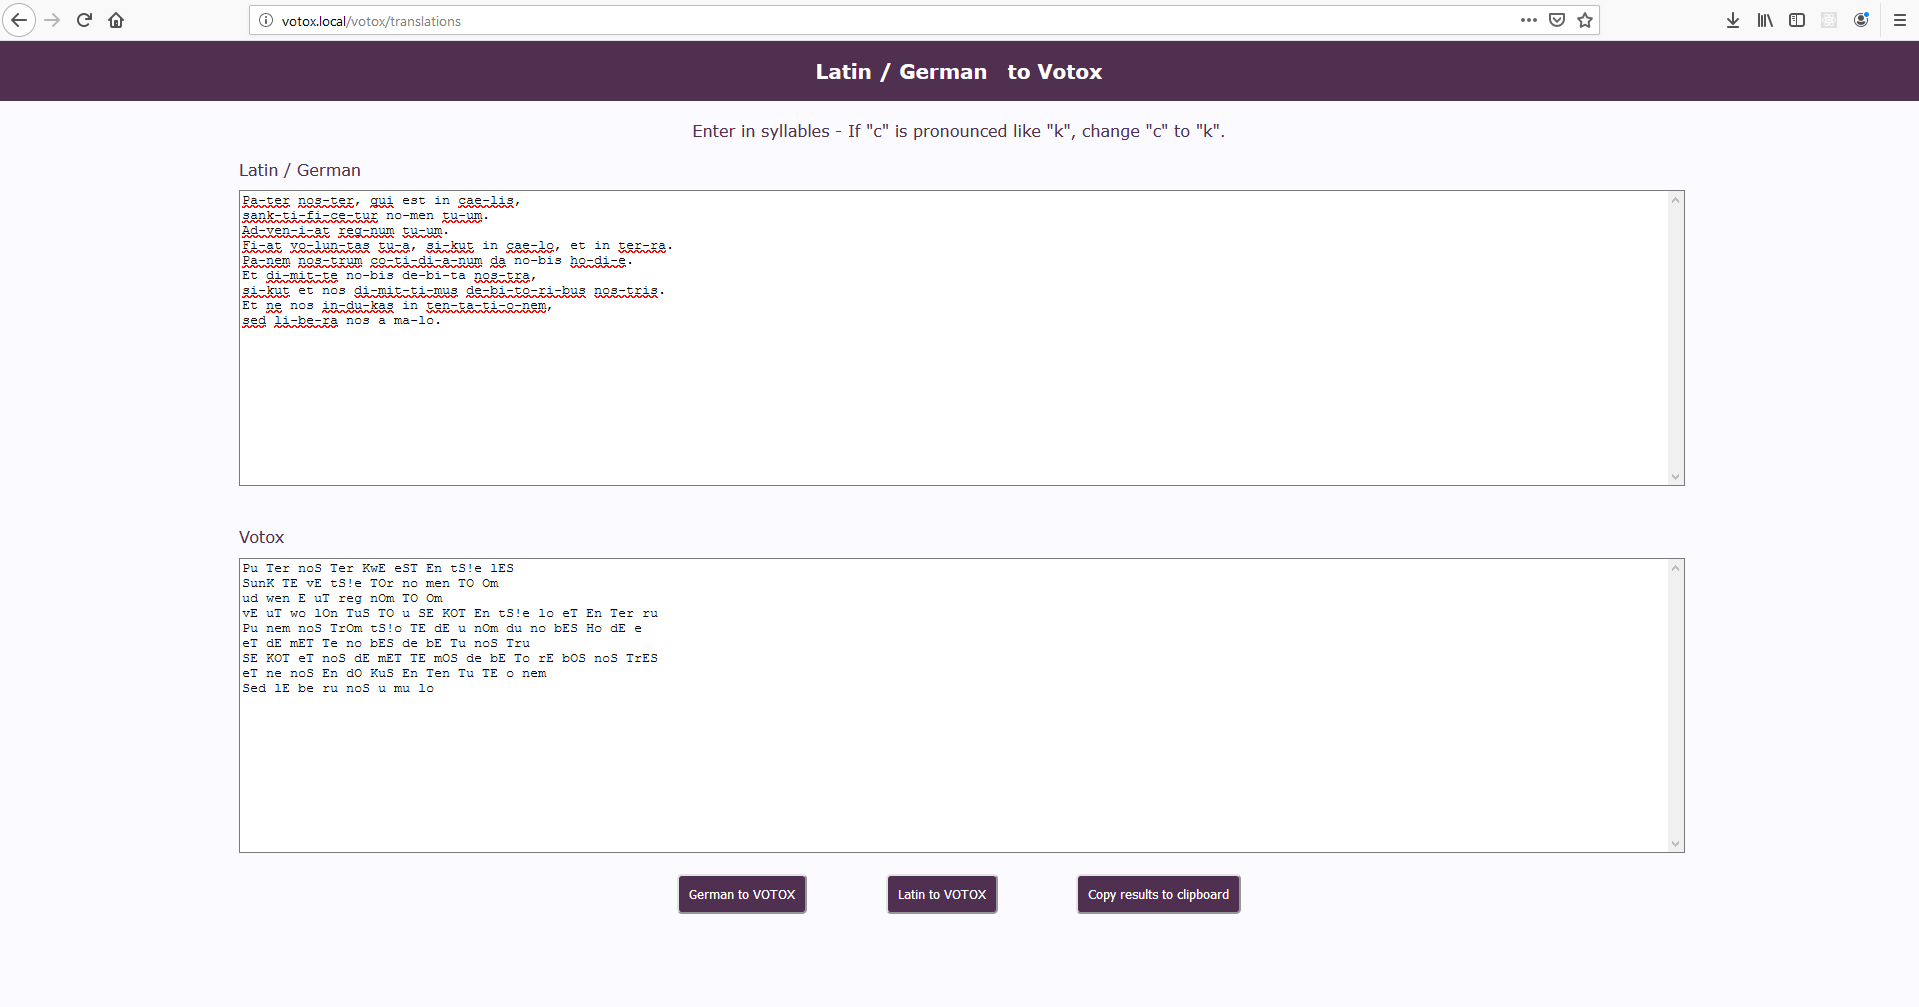 votox.local/votox/translations
Latin / German to Votox
Enter in syllables - If "c" is pronounced like "k", change "c" to "k".
Latin / German
Pa-ter nos-ter, qui est in cae-lis,
sank-ti-fi-ce-tur no-men tu-um.
Ad-ven-i-at reg-num tu-um.
Fi-at vo-lun-tas tu-a, si-kut in cae-lo, et in ter-ra.
Pa-nem nos-trum co-ti-di-a-num da no-bis ho-di-e.
Et di-mit-te no-bis de-bi-ta nos-tra,
si-kut et nos di-mit-ti-mus de-bi-to-ri-bus nos-tris.
Et ne nos in-du-kas in ten-ta-ti-o-nem,
sed li-be-ra nos a ma-lo.
Votox
Pu Ter noS Ter KwE eST En tS!e lES
SunK TE vE tS!e TOr no men TO Om
ud wen E uT reg nOm TO Om
vE uT wo lOn TuS TO u SE KOT En tS!e lo eT En Ter ru
Pu nem noS TrOm tS!o TE dE u nOm du no bES Ho dE e
eT dE mET Te no bES de bE Tu noS Tru
SE KOT eT noS dE mET TE mOS de bE To rE bOS noS TrES
eT ne noS En dO KuS En Ten Tu TE o nem
Sed lE be ru noS u mu lo
German to VOTOX
Latin to VOTOX
Copy results to clipboard